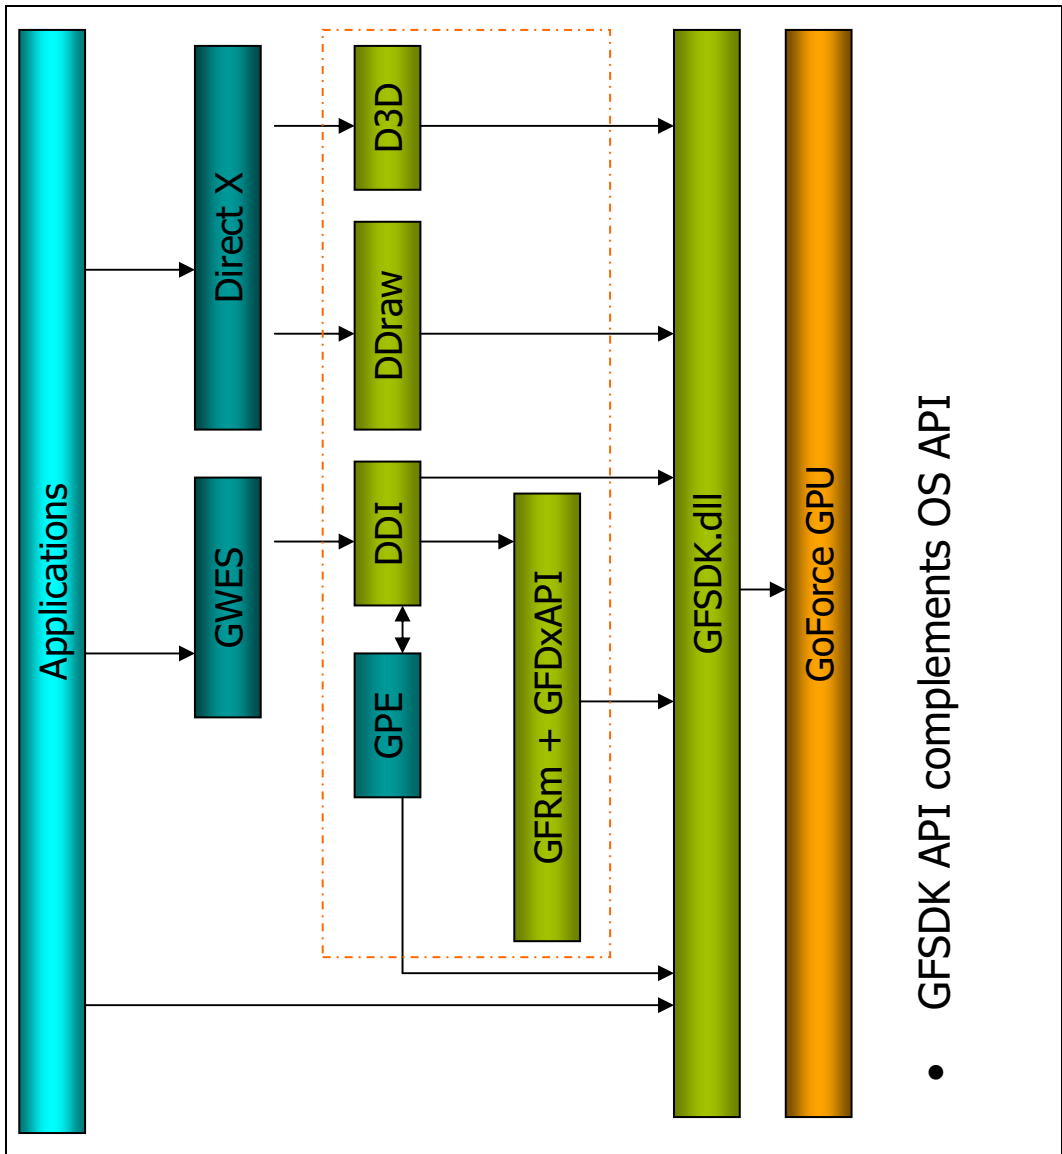 Applications
GWES
Direct X
GPE
DDI
DDraw
D3D
GFRm + GFDxAPI
GFSDK.dll
GoForce GPU
• GFSDK API complements OS API